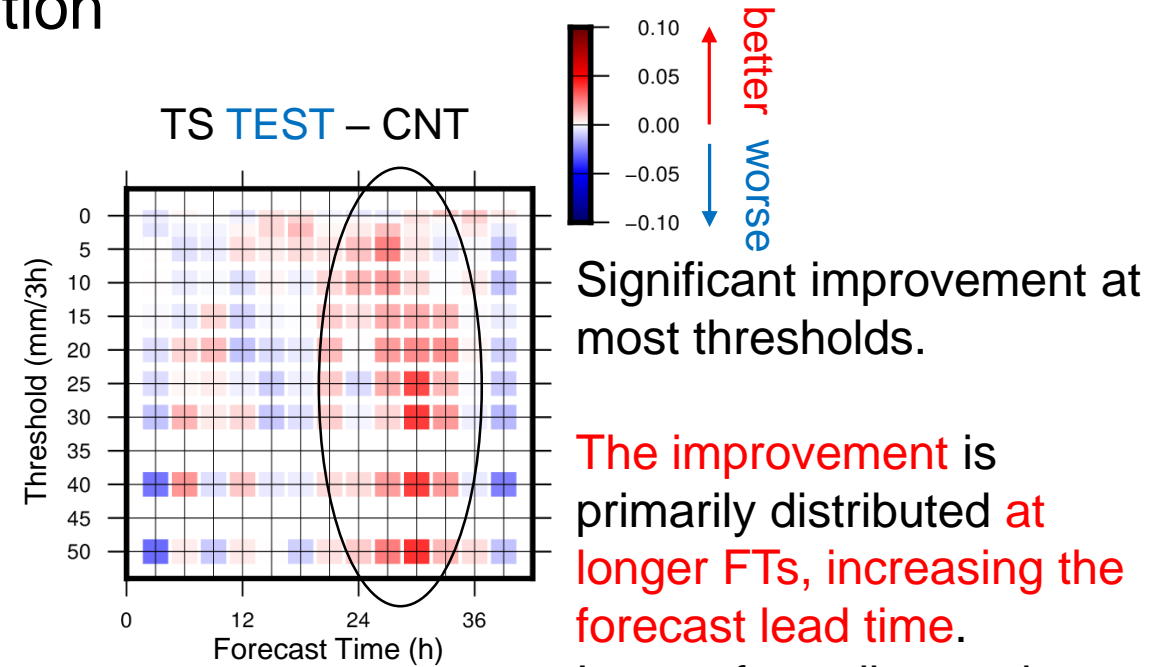 tion
TS TEST – CNT
0.10
0.05
0.00
−0.05
−0.10
better
worse
Threshold (mm/3h)
0
5
10
15
20
25
30
35
40
45
50
0 12 24 36
Forecast Time (h)
Significant improvement at
most thresholds.
The improvement is
primarily distributed at
longer FTs, increasing the
forecast lead time.